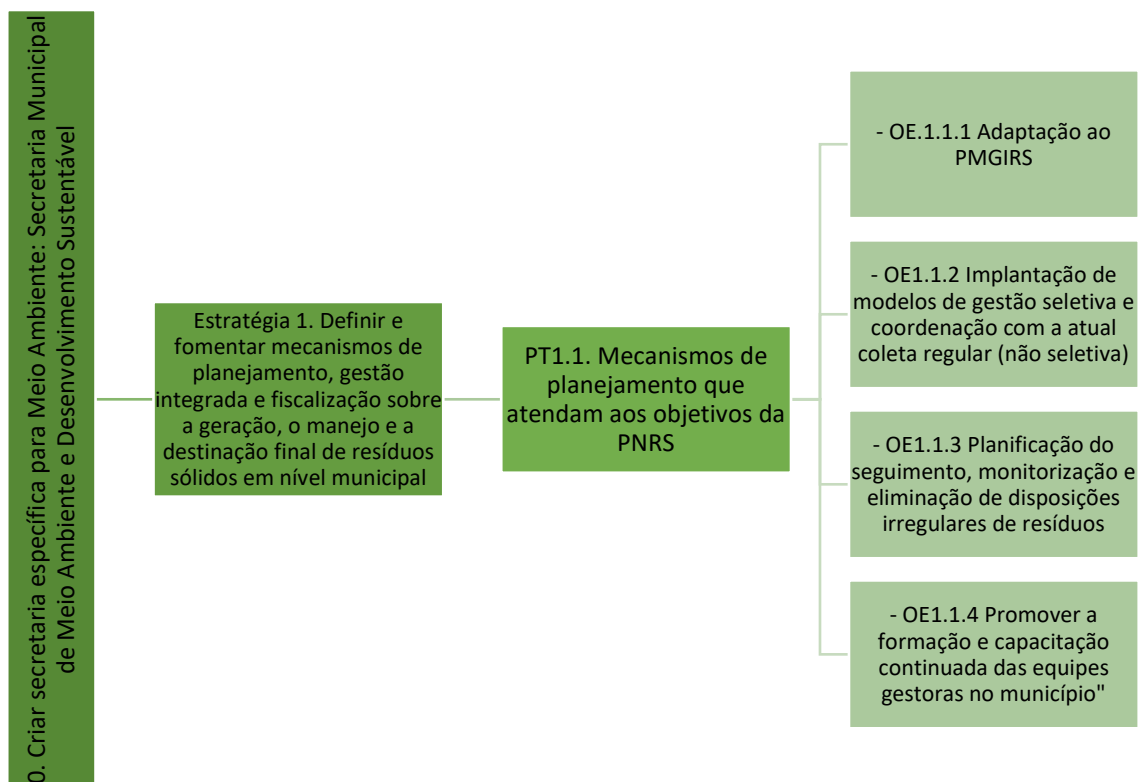 0. Criar secretaria específica para Meio Ambiente: Secretaria Municipal
de Meio Ambiente e Desenvolvimento Sustentável
Estratégia 1. Definir e
fomentar mecanismos de
planejamento, gestão
integrada e fiscalização sobre
a geração, o manejo e a
destinação final de resíduos
sólidos em nível municipal
PT1.1. Mecanismos de
planejamento que
atendam aos objetivos da
PNRS
- OE.1.1.1 Adaptação ao
PMGIRS
- OE1.1.2 Implantação de
modelos de gestão seletiva e
coordenação com a atual
coleta regular (não seletiva)
- OE1.1.3 Planificação do
seguimento, monitorização e
eliminação de disposições
irregulares de resíduos
- OE1.1.4 Promover a
formação e capacitação
continuada das equipes
gestoras no município"